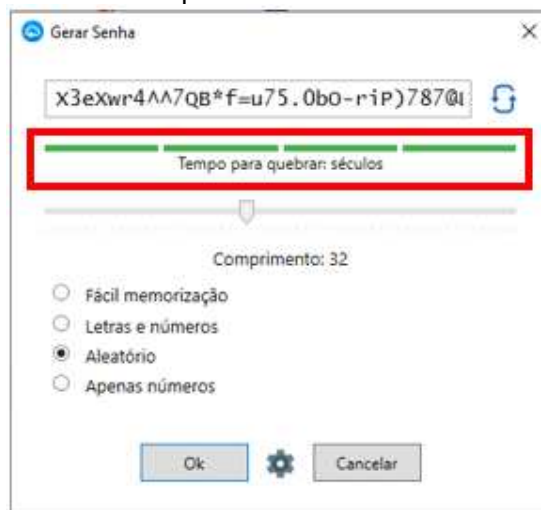 Gerar Senha
X3eXwr4^^7QB*f=u75.ObO-riP)787@
Tempo para quebrar: séculos
Comprimento: 32
Fácil memorização
Letras e números
Aleatório
Apenas números
Ok
Cancelar